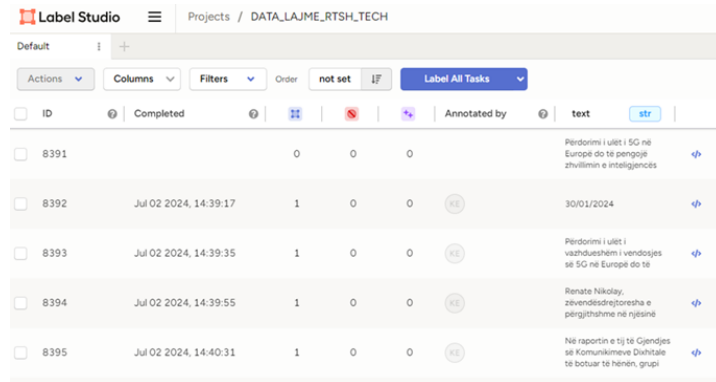 Label Studio
Projects / DATA_LAJME_RTSH_TECH
Default
Actions Columns Filters Order not set Label All Tasks
ID Completed Annotated by text str
8391 0 0 0 Përdorimi i ulët i 5G në
Europë do të pengojë
zhvillimin e inteligjencës
8392 Jul 02 2024, 14:39:17 1 0 KE 30/01/2024
8393 Jul 02 2024, 14:39:35 1 0 KE Përdorimi i ulët i
vazhdueshëm i vendosjes
së 5G në Europë do të
8394 Jul 02 2024, 14:39:55 1 0 0 KE Renate Nikolay,
zëvendësdrejtoresha e
përgjithshme në njësinë
8395 Jul 02 2024, 14:40:31 1 0 0 KE Në raportin e tij të Gjendjes
së Komunikimeve Dixhitale
të botuar të hënën, grupi